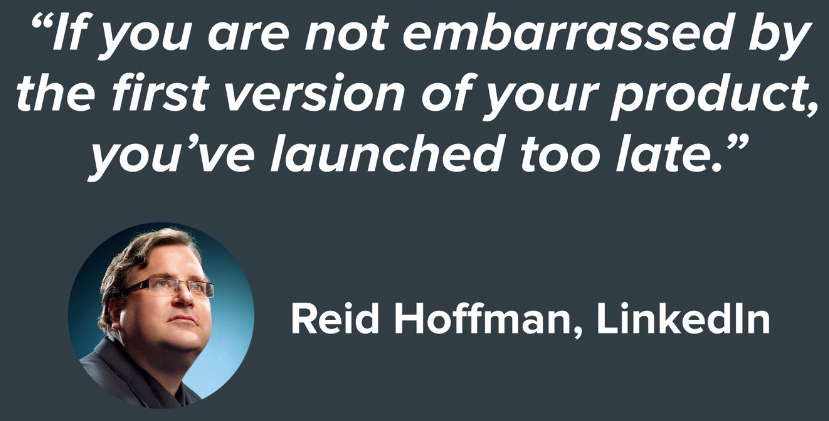 “If you are not embarrassed by
the first version of your product,
you’ve launched too late.”
Reid Hoffman, LinkedIn